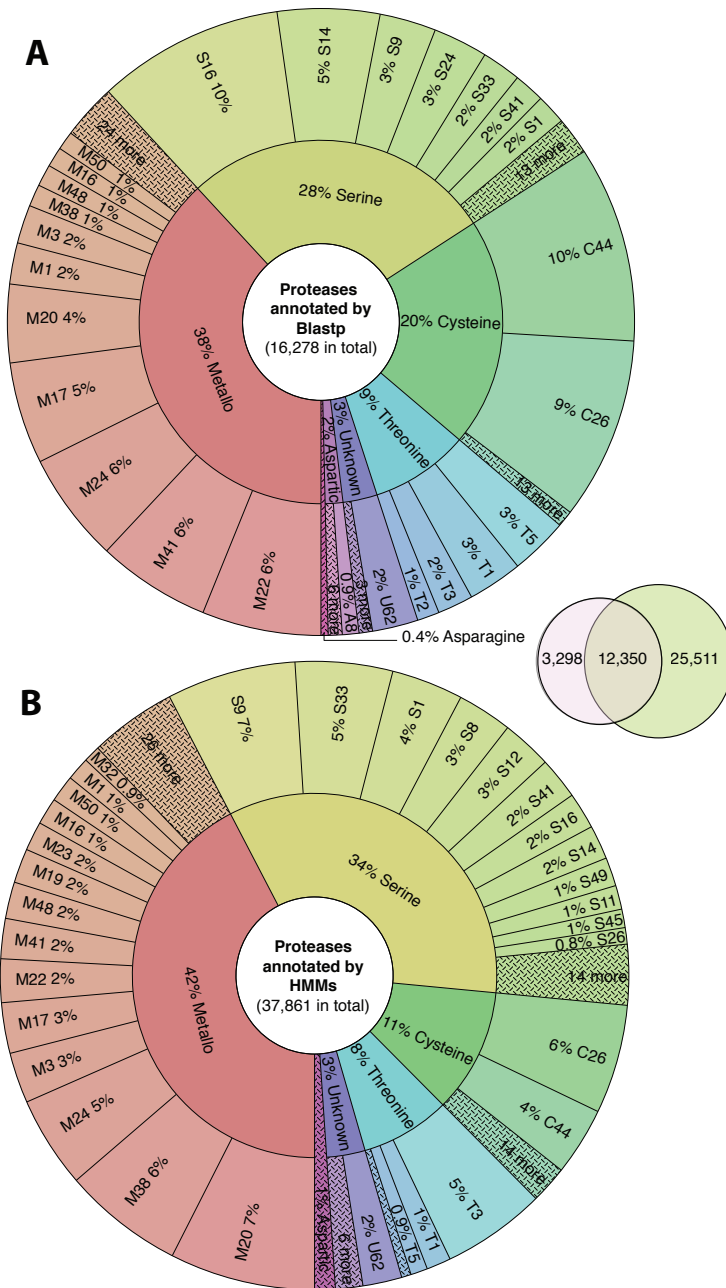 A
S16 10%
5% S14
3% S9
3% S24
2% S33
2% S41
2% S1
13 more
24 more
M50 1%
M16 1%
M48 1%
M38 1%
M3 2%
M1 2%
M20 4%
M17 5%
M24 6%
M41 6%
M22 6%
28% Serine
38% Metallo
20% Cysteine
9% Threonine
3% Unknown
2% Aspartic
Proteases
annotated by
Blastp
(16,278 in total)
10% C44
9% C26
13 more
3% T5
3% T1
2% T3
1% T2
2% U62
3 more
0.9% A8
6 more
0.4% Asparagine
3,298
12,350
25,511
B
S9 7%
5% S33
4% S1
3% S8
3% S12
2% S41
2% S16
2% S14
1% S49
1% S11
1% S45
0.8% S26
14 more
26 more
M32 0.9%
M1 1%
M50 1%
M16 1%
M23 2%
M19 2%
M48 2%
M41 2%
M22 2%
M17 3%
M3 3%
M24 5%
M38 6%
M20 7%
34% Serine
42% Metallo
11% Cysteine
8% Threonine
3% Unknown
1% Aspartic
Proteases
annotated by
HMMs
(37,861 in total)
6% C26
4% C44
14 more
5% T3
1% T1
0.9% T5
2% U62
6 more